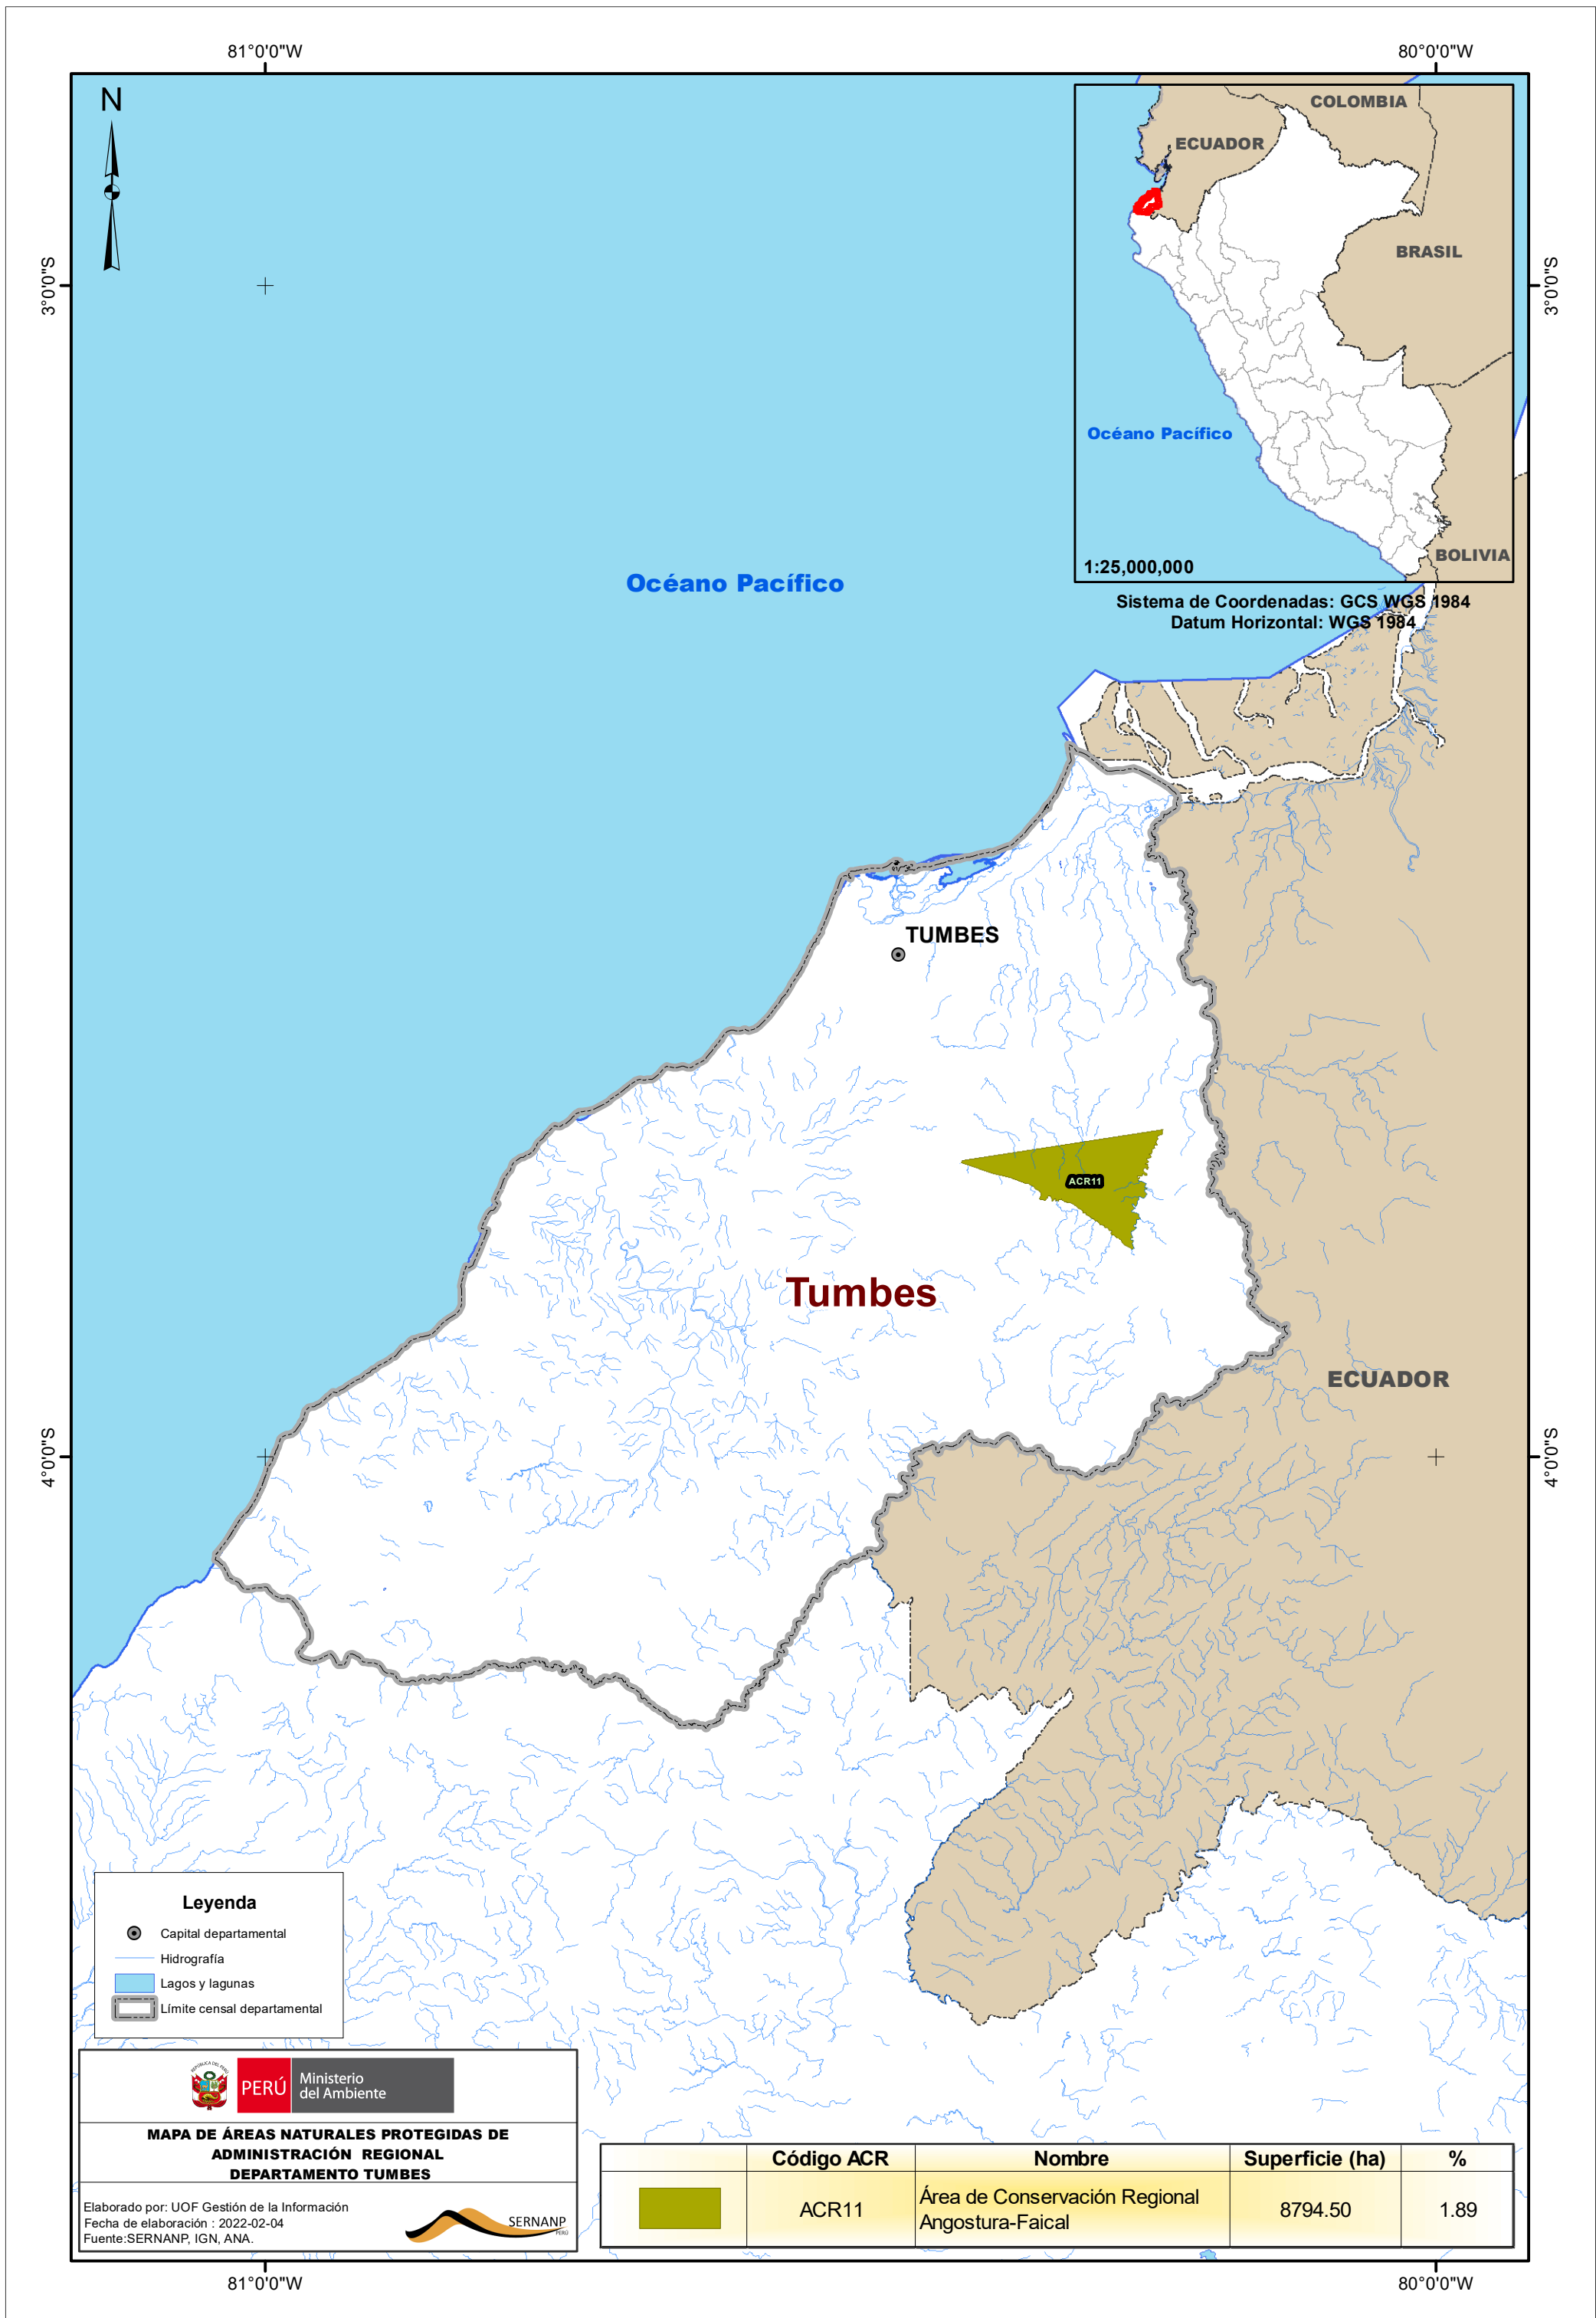 81°0'0"W
80°0'0"W
N
COLOMBIA
ECUADOR
BRASIL
3°0'0"S
3°0'0"S
Océano Pacífico
BOLIVIA
1:25,000,000
Océano Pacífico
Sistema de Coordenadas: GCS WGS 1984
Datum Horizontal: WGS 1984
TUMBES
ACR11
Tumbes
ECUADOR
4°0'0"S
4°0'0"S
Leyenda
Capital departamental
Hidrografía
Lagos y lagunas
Límite censal departamental
REPÚBLICA DEL PERÚ
PERÚ
Ministerio
del Ambiente
MAPA DE ÁREAS NATURALES PROTEGIDAS DE
ADMINISTRACIÓN REGIONAL
DEPARTAMENTO TUMBES
Elaborado por: UOF Gestión de la Información
Fecha de elaboración : 2022-02-04
Fuente:SERNANP, IGN, ANA.
SERNANP
PERÚ
Código ACR
Nombre
Superficie (ha)
%
ACR11
Área de Conservación Regional
Angostura-Faical
8794.50
1.89
81°0'0"W
80°0'0"W